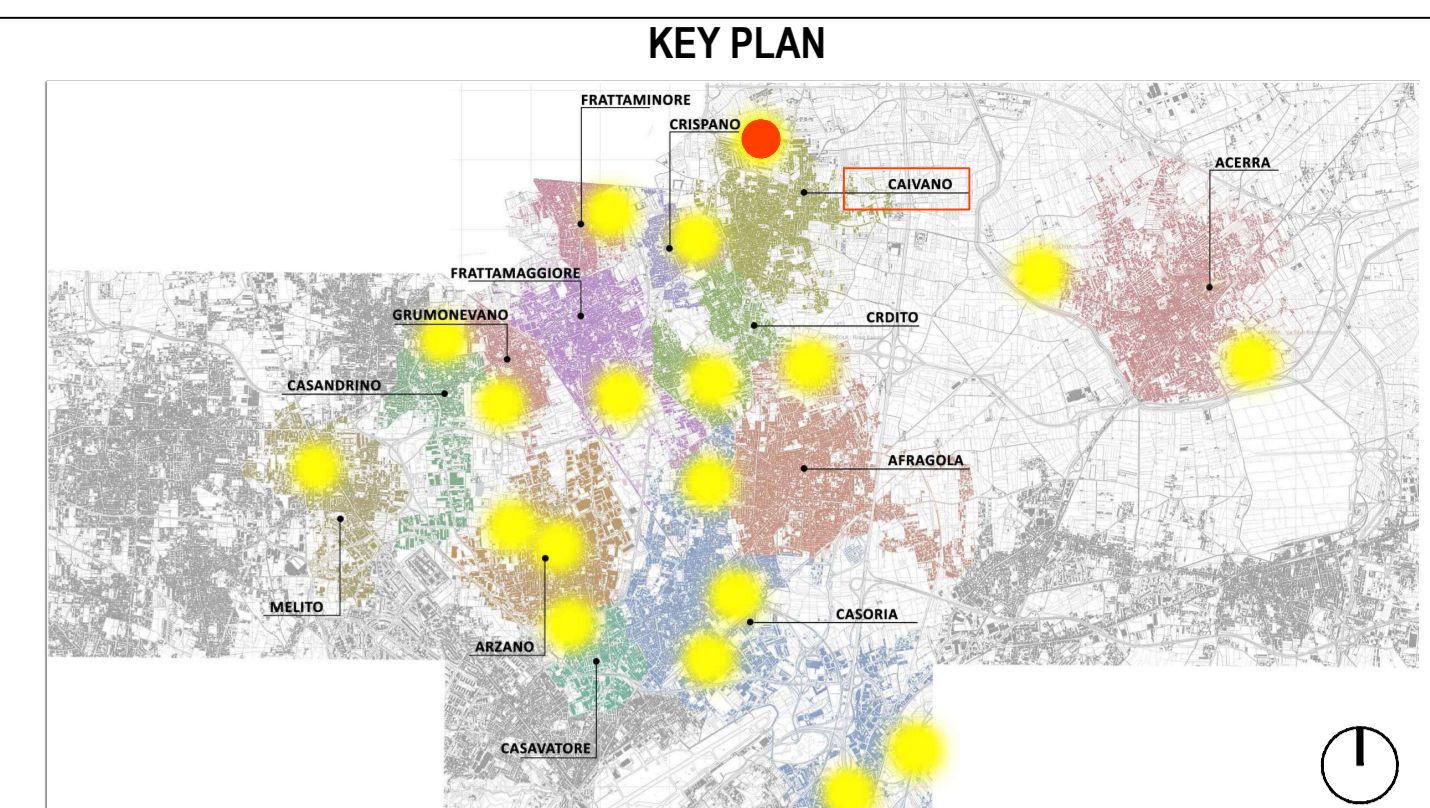 KEY PLAN
FRATTAMINORE
CRISPANO
ACERRA
CAIVANO
FRATTAMAGGIORE
GRUMONEVANO
CRDITO
CASANDRINO
AFRAGOLA
MELITO
CASORIA
ARZANO
CASAVATORE